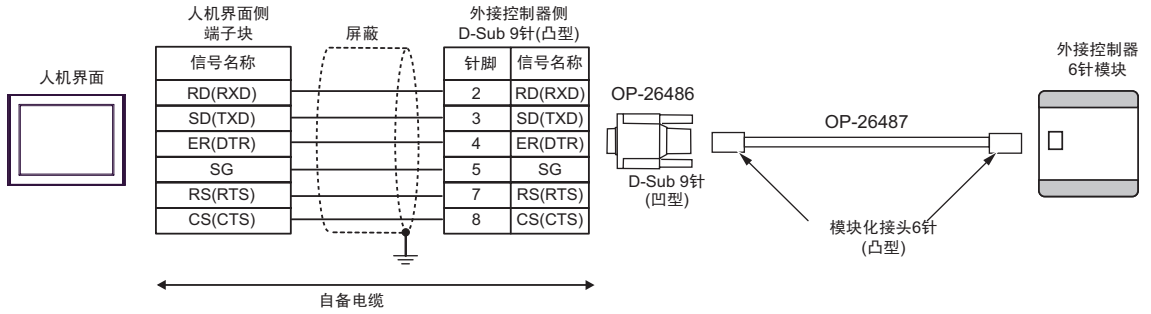 人机界面
人机界面侧
端子块
屏蔽
外接控制器侧
D-Sub 9针(凸型)
信号名称
针脚 信号名称
RD(RXD) 2 RD(RXD)
SD(TXD) 3 SD(TXD)
ER(DTR) 4 ER(DTR)
SG 5 SG
RS(RTS) 7 RS(RTS)
CS(CTS) 8 CS(CTS)
自备电缆
OP-26486
D-Sub 9针
(凹型)
OP-26487
模块化接头6针
(凸型)
外接控制器
6针模块